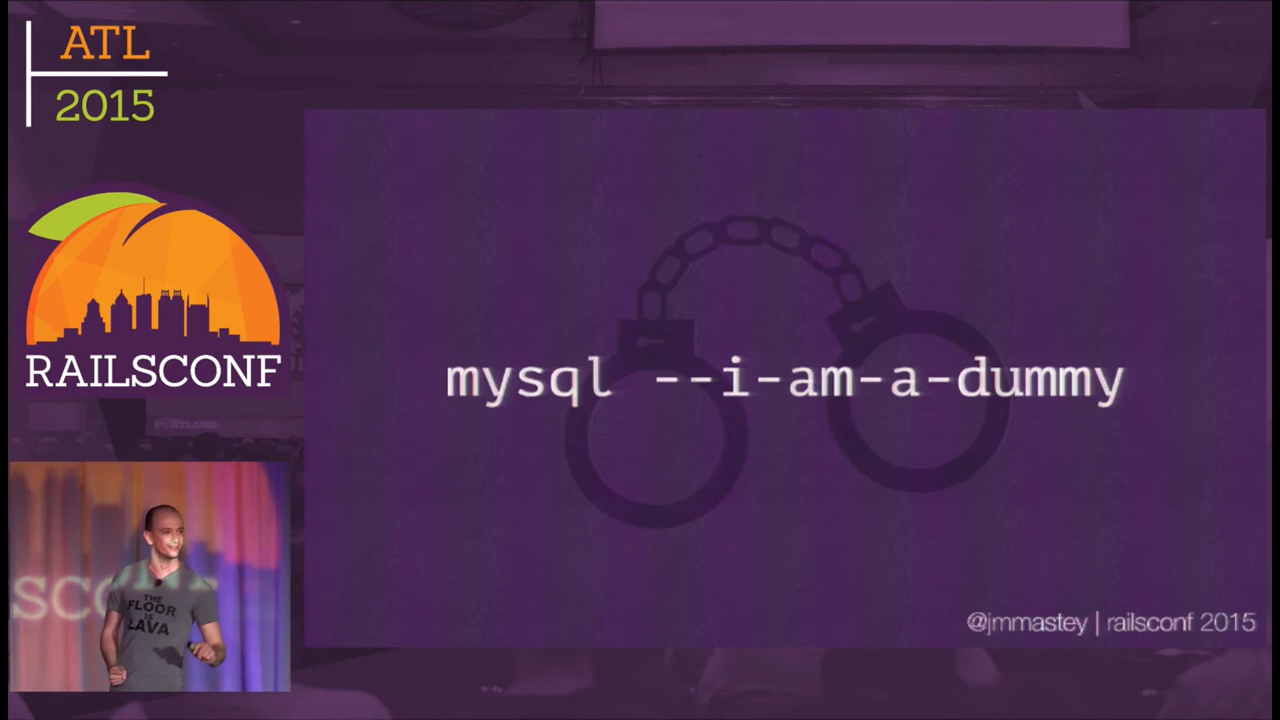 ATL
2015
RAILSCONF
mysql --i-am-a-dummy
THE
FLOOR
IS
LAVA
@jmmastey | railsconf 2015